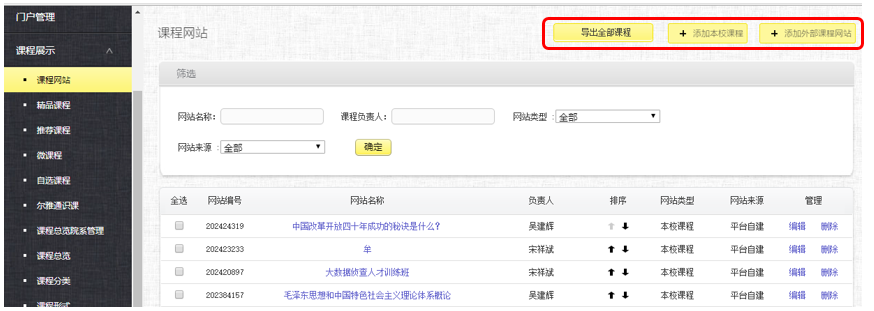 门户管理
课程展示
课程网站
精品课程
推荐课程
微课程
自选课程
尔雅通识课
课程总览院系管理
课程总览
课程分类
课程形式
课程网站
导出全部课程
+ 添加本校课程
+ 添加外部课程网站
筛选
网站名称：
课程负责人：
网站类型 : 全部
网站来源 : 全部
确定
全选 网站编号 网站名称 负责人 排序 网站类型 网站来源 管理
202424319 中国改革开放四十年成功的秘诀是什么? 吴建辉 本校课程 平台自建 编辑 删除
202423233 牟 宋祥斌 本校课程 平台自建 编辑 删除
202420897 大数据侦查人才训练班 宋祥斌 本校课程 平台自建 编辑 删除
202384157 毛泽东思想和中国特色社会主义理论体系概论 吴建辉 本校课程 平台自建 编辑 删除